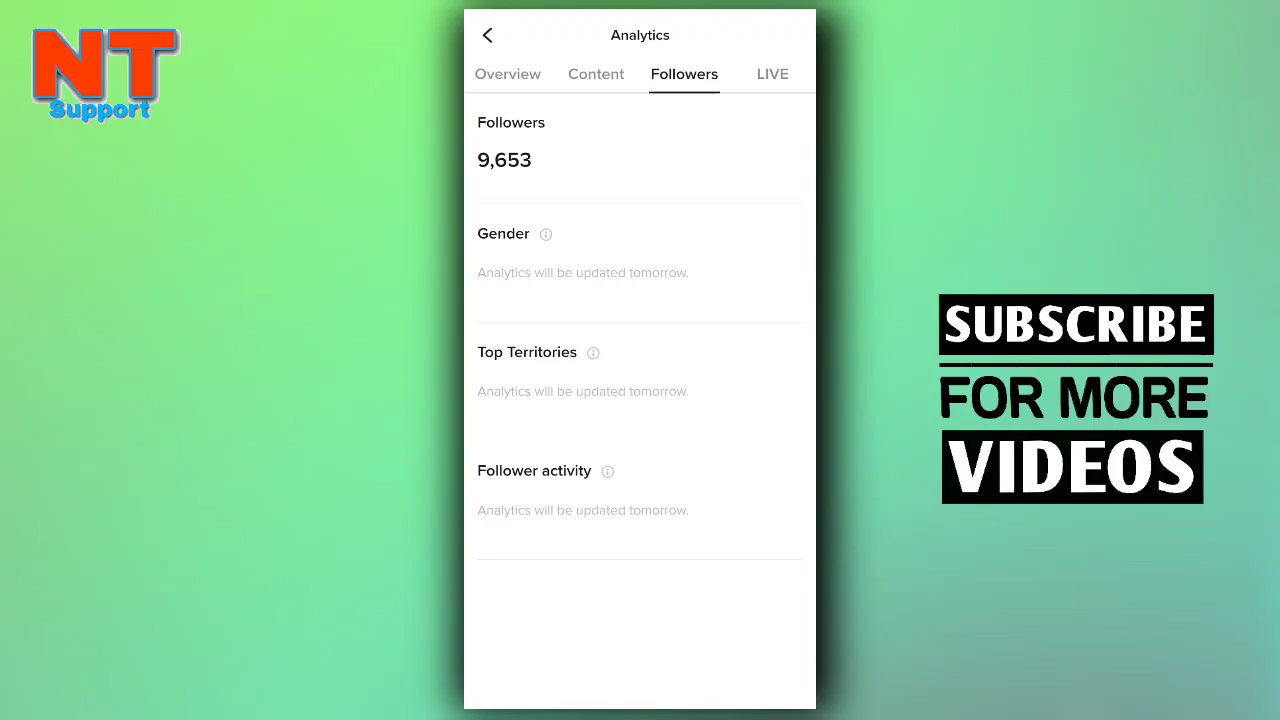 NT
Support
Analytics
Overview Content Followers LIVE
Followers
9,653
Gender
Analytics will be updated tomorrow.
Top Territories
Analytics will be updated tomorrow.
Follower activity
Analytics will be updated tomorrow.
SUBSCRIBE
FOR MORE
VIDEOS